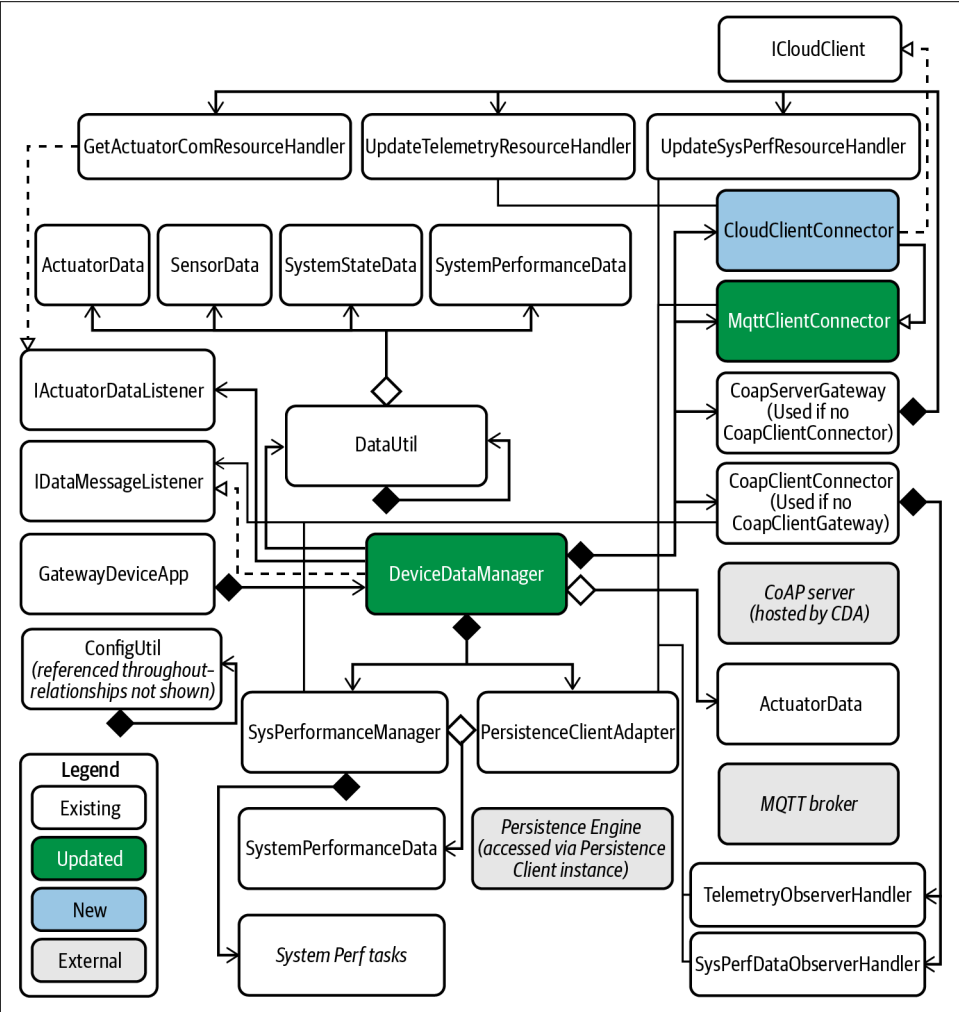 ICloudClient
GetActuatorComResourceHandler
UpdateTelemetryResourceHandler
UpdateSysPerfResourceHandler
CloudClientConnector
ActuatorData
SensorData
SystemStateData
SystemPerformanceData
MqttClientConnector
IActuatorDataListener
DataUtil
CoapServerGateway
(Used if no
CoapClientConnector)
IDataMessageListener
CoapClientConnector
(Used if no
CoapClientGateway)
GatewayDeviceApp
DeviceDataManager
CoAP server
(hosted by CDA)
ConfigUtil
(referenced throughout–
relationships not shown)
SysPerformanceManager
PersistenceClientAdapter
ActuatorData
Legend
Existing
Updated
New
External
SystemPerformanceData
Persistence Engine
(accessed via Persistence
Client instance)
MQTT broker
System Perf tasks
TelemetryObserverHandler
SysPerfDataObserverHandler